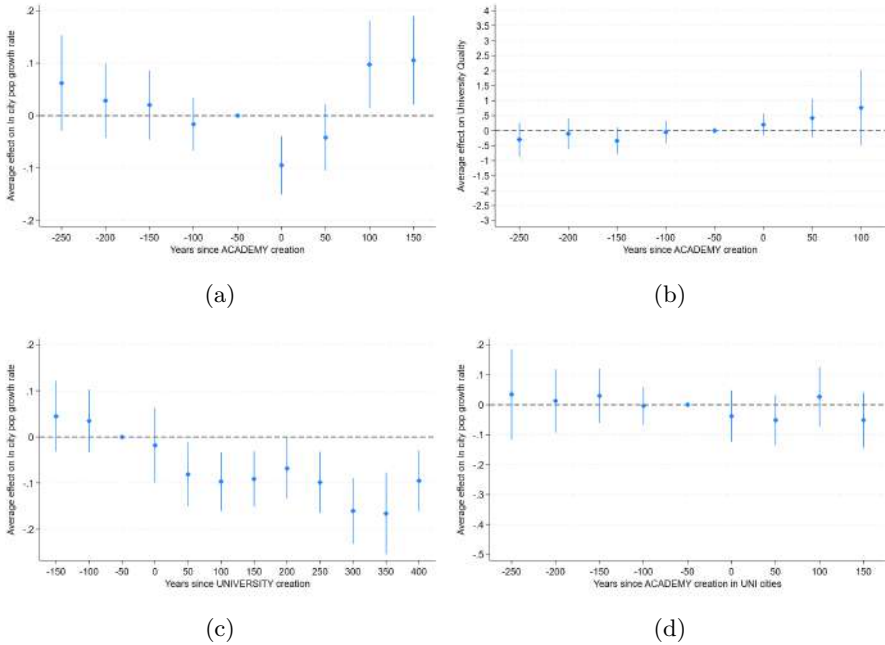 Average effect on ln city pop growth rate
.2
.1
0
-.1
-.2
-250 -200 -150 -100 -50 0 50 100 150
Years since ACADEMY creation
(a)
Average effect on University Quality
4
3.5
3
2.5
2
1.5
1
.5
0
-.5
-1
-1.5
-2
-2.5
-3
-250 -200 -150 -100 -50 0 50 100
Years since ACADEMY creation
(b)
Average effect on ln city pop growth rate
.2
.1
0
-.1
-.2
-150 -100 -50 0 50 100 150 200 250 300 350 400
Years since UNIVERSITY creation
(c)
Average effect on ln city pop growth rate
.2
.1
0
-.1
-.2
-.3
-.4
-.5
-250 -200 -150 -100 -50 0 50 100 150
Years since ACADEMY creation in UNI cities
(d)